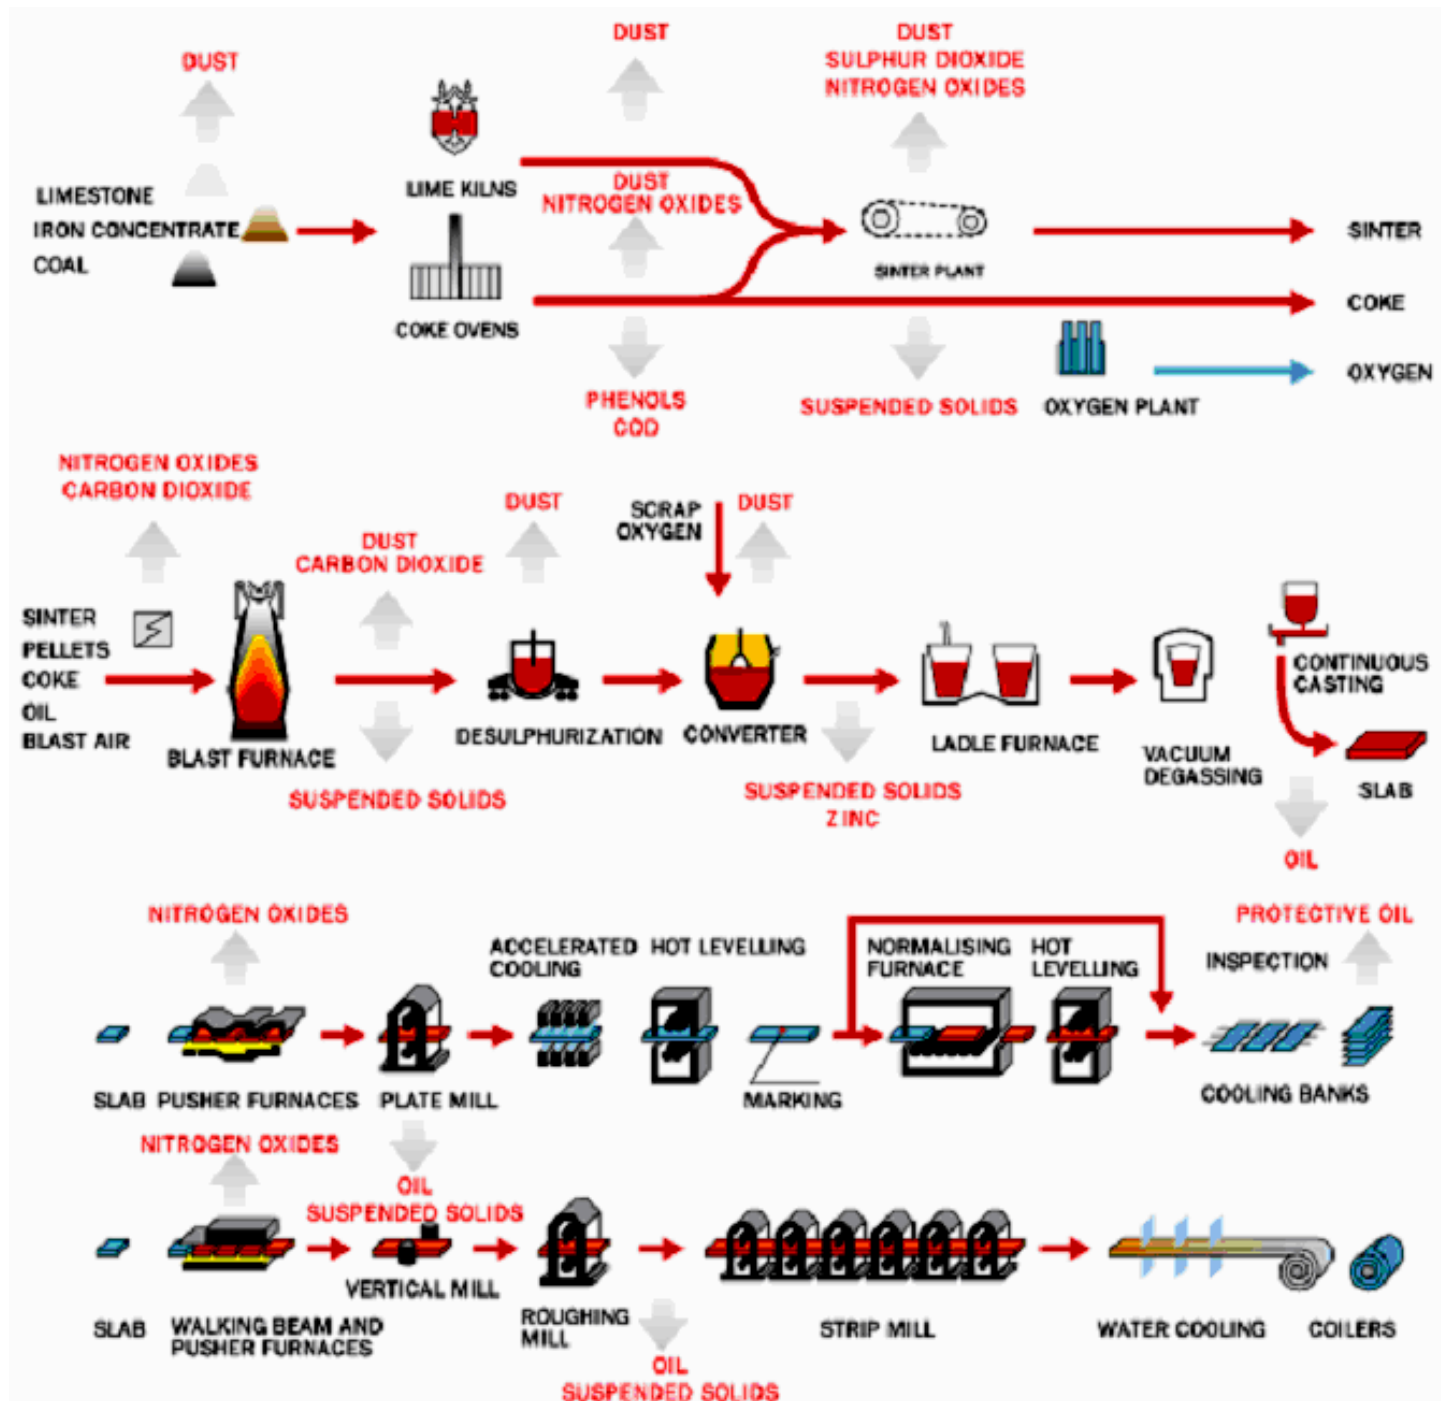 DUST
DUST
DUST
SULPHUR DIOXIDE
NITROGEN OXIDES
LIMESTONE
IRON CONCENTRATE
COAL
LIME KILNS
DUST
NITROGEN OXIDES
COKE OVENS
SINTER PLANT
SINTER
COKE
OXYGEN
PHENOLS
COD
SUSPENDED SOLIDS
OXYGEN PLANT
NITROGEN OXIDES
CARBON DIOXIDE
DUST
CARBON DIOXIDE
DUST
SCRAP
OXYGEN
DUST
SINTER
PELLETS
COKE
OIL
BLAST AIR
BLAST FURNACE
DESULPHURIZATION
CONVERTER
LADLE FURNACE
VACUUM
DEGASSING
CONTINUOUS
CASTING
SLAB
SUSPENDED SOLIDS
SUSPENDED SOLIDS
ZINC
OIL
NITROGEN OXIDES
ACCELERATED
COOLING
HOT LEVELLING
NORMALISING
FURNACE
HOT
LEVELLING
PROTECTIVE OIL
INSPECTION
SLAB
PUSHER FURNACES
PLATE MILL
MARKING
COOLING BANKS
NITROGEN OXIDES
OIL
SUSPENDED SOLIDS
SLAB
WALKING BEAM AND
PUSHER FURNACES
VERTICAL MILL
ROUGHING
MILL
STRIP MILL
WATER COOLING
COILERS
OIL
SUSPENDED SOLIDS